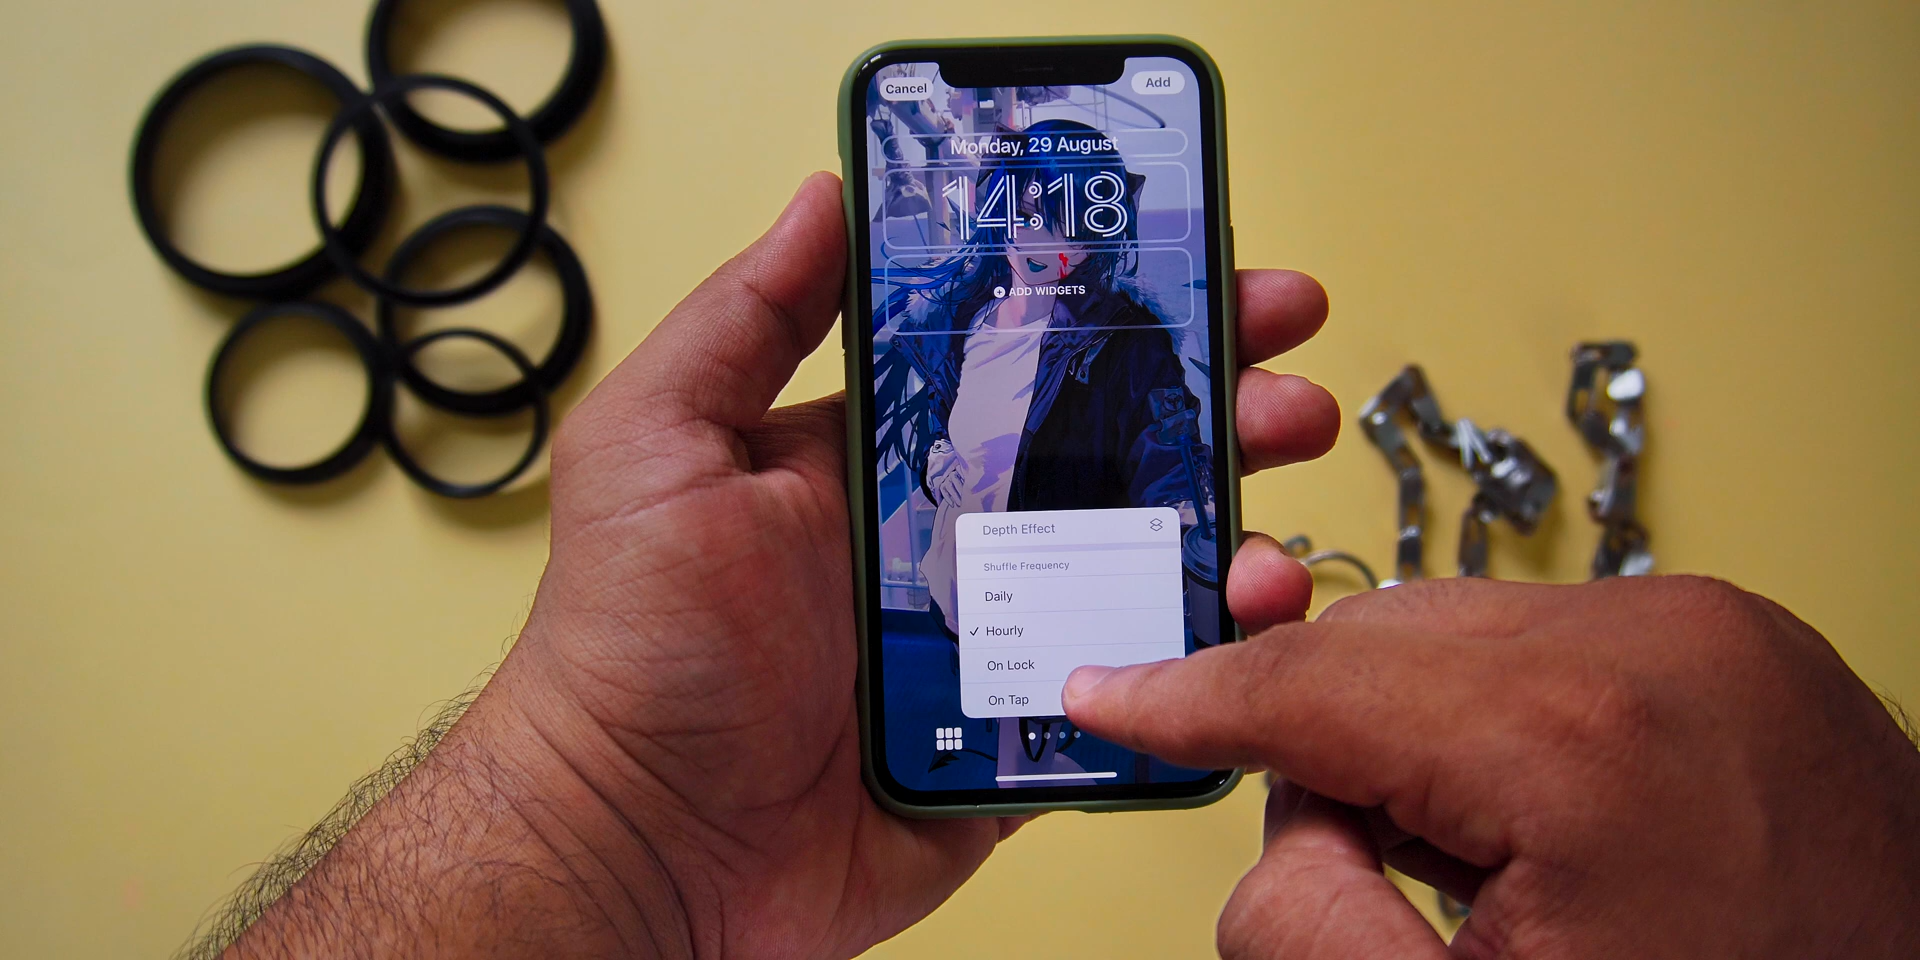 Cancel
Add
Monday, 29 August
14:18
ADD WIDGETS
Depth Effect
Shuffle Frequency
Daily
Hourly
On Lock
On Tap